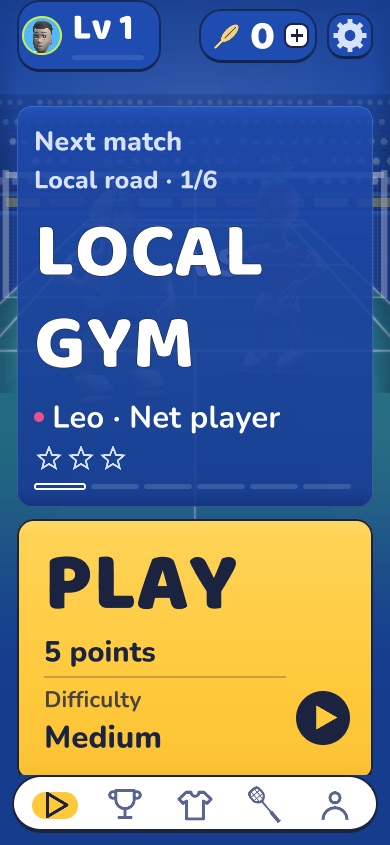 Lv 1
0
Next match
Local road · 1/6
LOCAL
GYM
Leo · Net player
PLAY
5 points
Difficulty
Medium